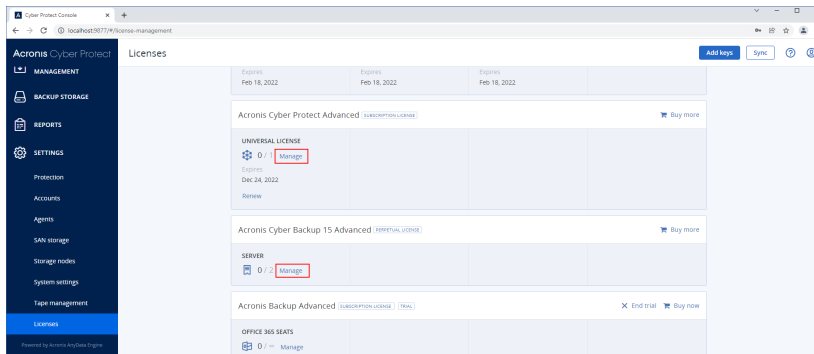 Cyber Protect Console
localhost:9877/#/license-management
Acronis Cyber Protect
Licenses
Add keys
Sync
MANAGEMENT
BACKUP STORAGE
REPORTS
SETTINGS
Protection
Accounts
Agents
SAN storage
Storage nodes
System settings
Tape management
Licenses
Powered by Acronis AnyData Engine
Expires Expires Expires
Feb 18, 2022 Feb 18, 2022 Feb 18, 2022
Acronis Cyber Protect Advanced SUBSCRIPTION LICENSE Buy more
UNIVERSAL LICENSE
0 / 1 Manage
Expires
Dec 24, 2022
Renew
Acronis Cyber Backup 15 Advanced PERPETUAL LICENSE Buy more
SERVER
0 / 2 Manage
Acronis Backup Advanced SUBSCRIPTION LICENSE TRIAL End trial Buy now
OFFICE 365 SEATS
0 / ∞ Manage